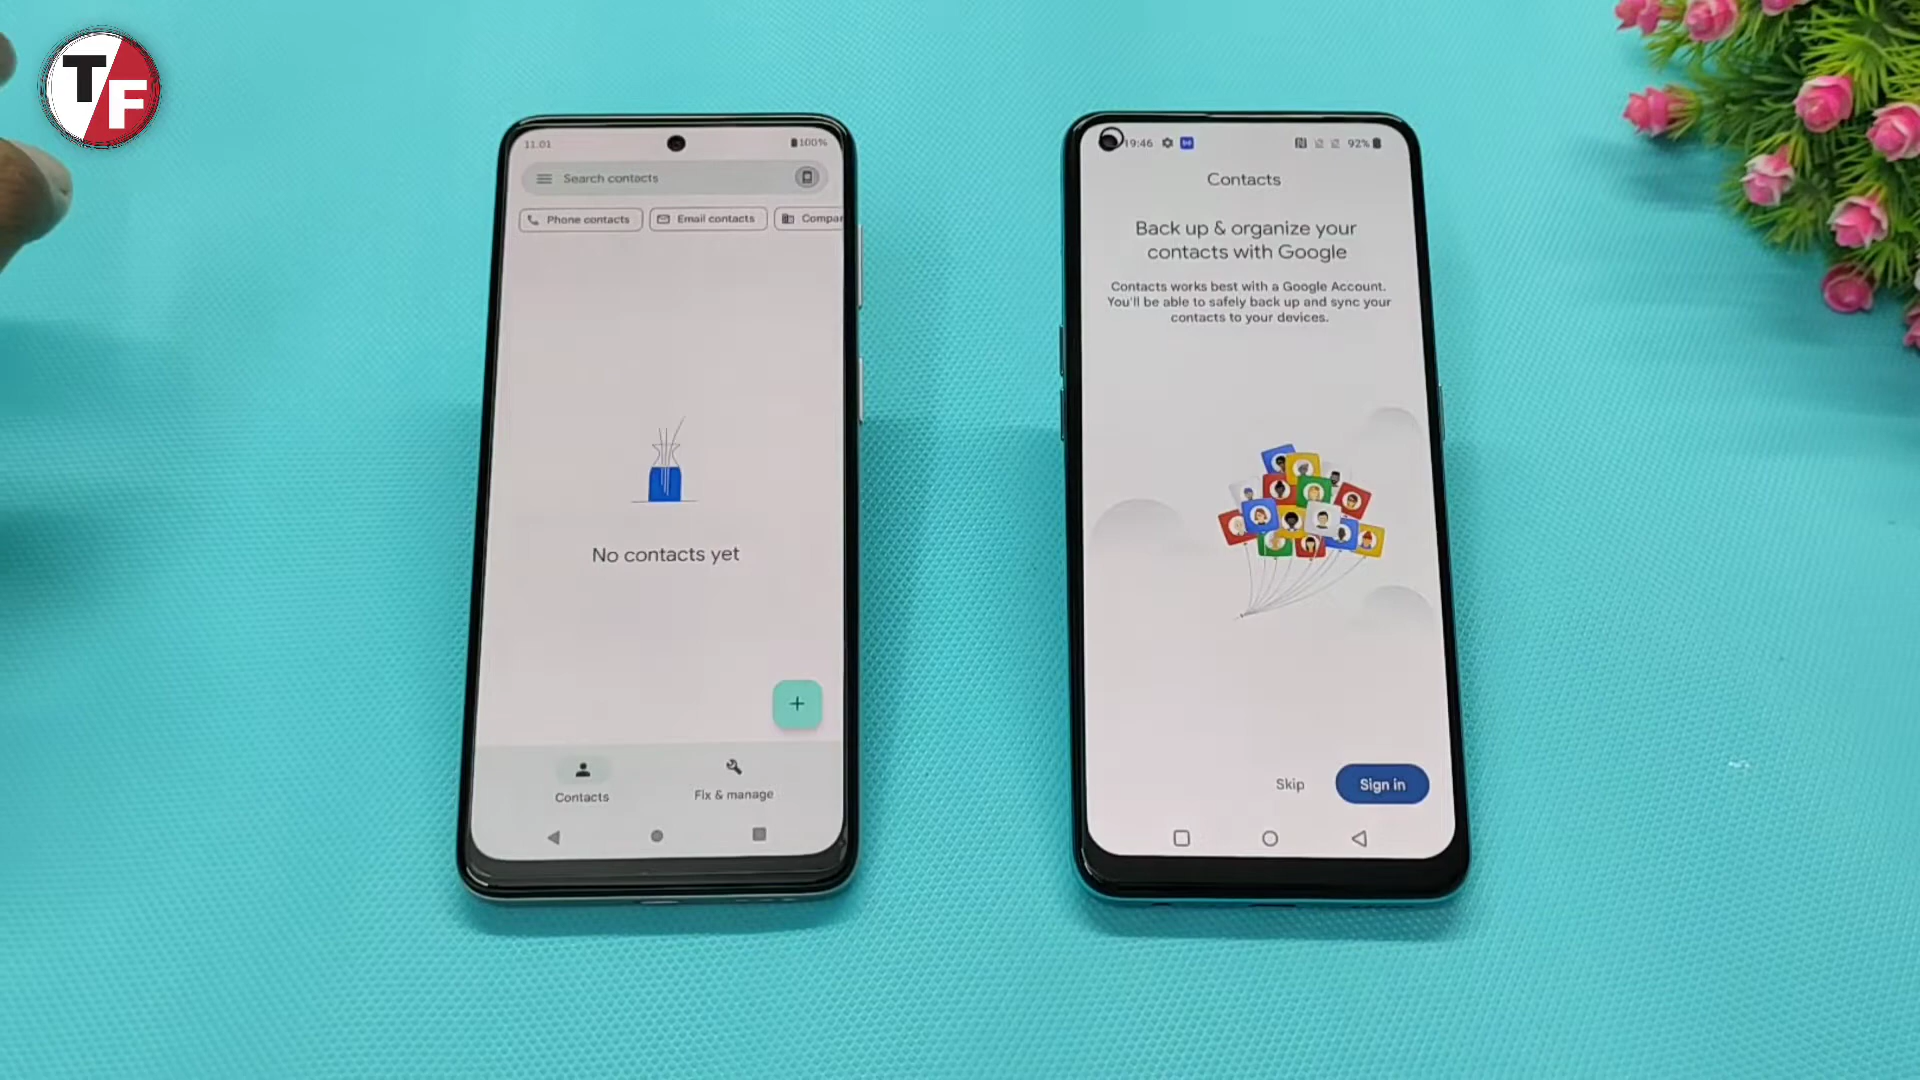 TF
11.01
100%
Search contacts
Phone contacts
Email contacts
Compar
No contacts yet
+
Contacts
Fix & manage
19:46
92%
Contacts
Back up & organize your
contacts with Google
Contacts works best with a Google Account.
You'll be able to safely back up and sync your
contacts to your devices.
Skip
Sign in